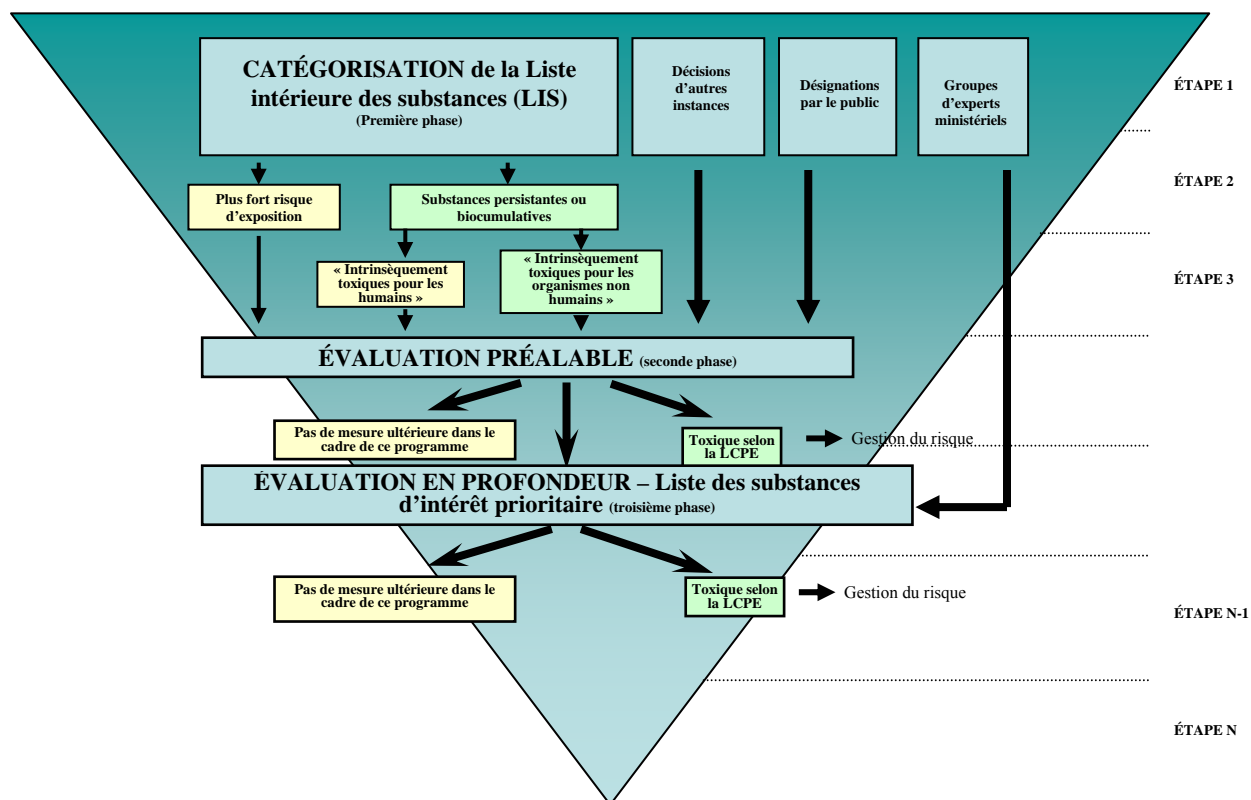 CATÉGORISATION de la Liste
intérieure des substances (LIS)
(Première phase)
Décisions
d'autres
instances
Désignations
par le public
Groupes
d'experts
ministériels
ÉTAPE 1
Plus fort risque
d'exposition
Substances persistantes ou
biocumulatives
ÉTAPE 2
« Intrinsèquement
toxiques pour les
humains »
« Intrinsèquement
toxiques pour les
organismes non
humains »
ÉTAPE 3
ÉVALUATION PRÉALABLE (seconde phase)
Pas de mesure ultérieure dans le
cadre de ce programme
Toxique selon
la LCPE
Gestion du risque
ÉVALUATION EN PROFONDEUR – Liste des substances
d'intérêt prioritaire (troisième phase)
Pas de mesure ultérieure dans le
cadre de ce programme
Toxique selon
la LCPE
Gestion du risque
ÉTAPE N-1
ÉTAPE N